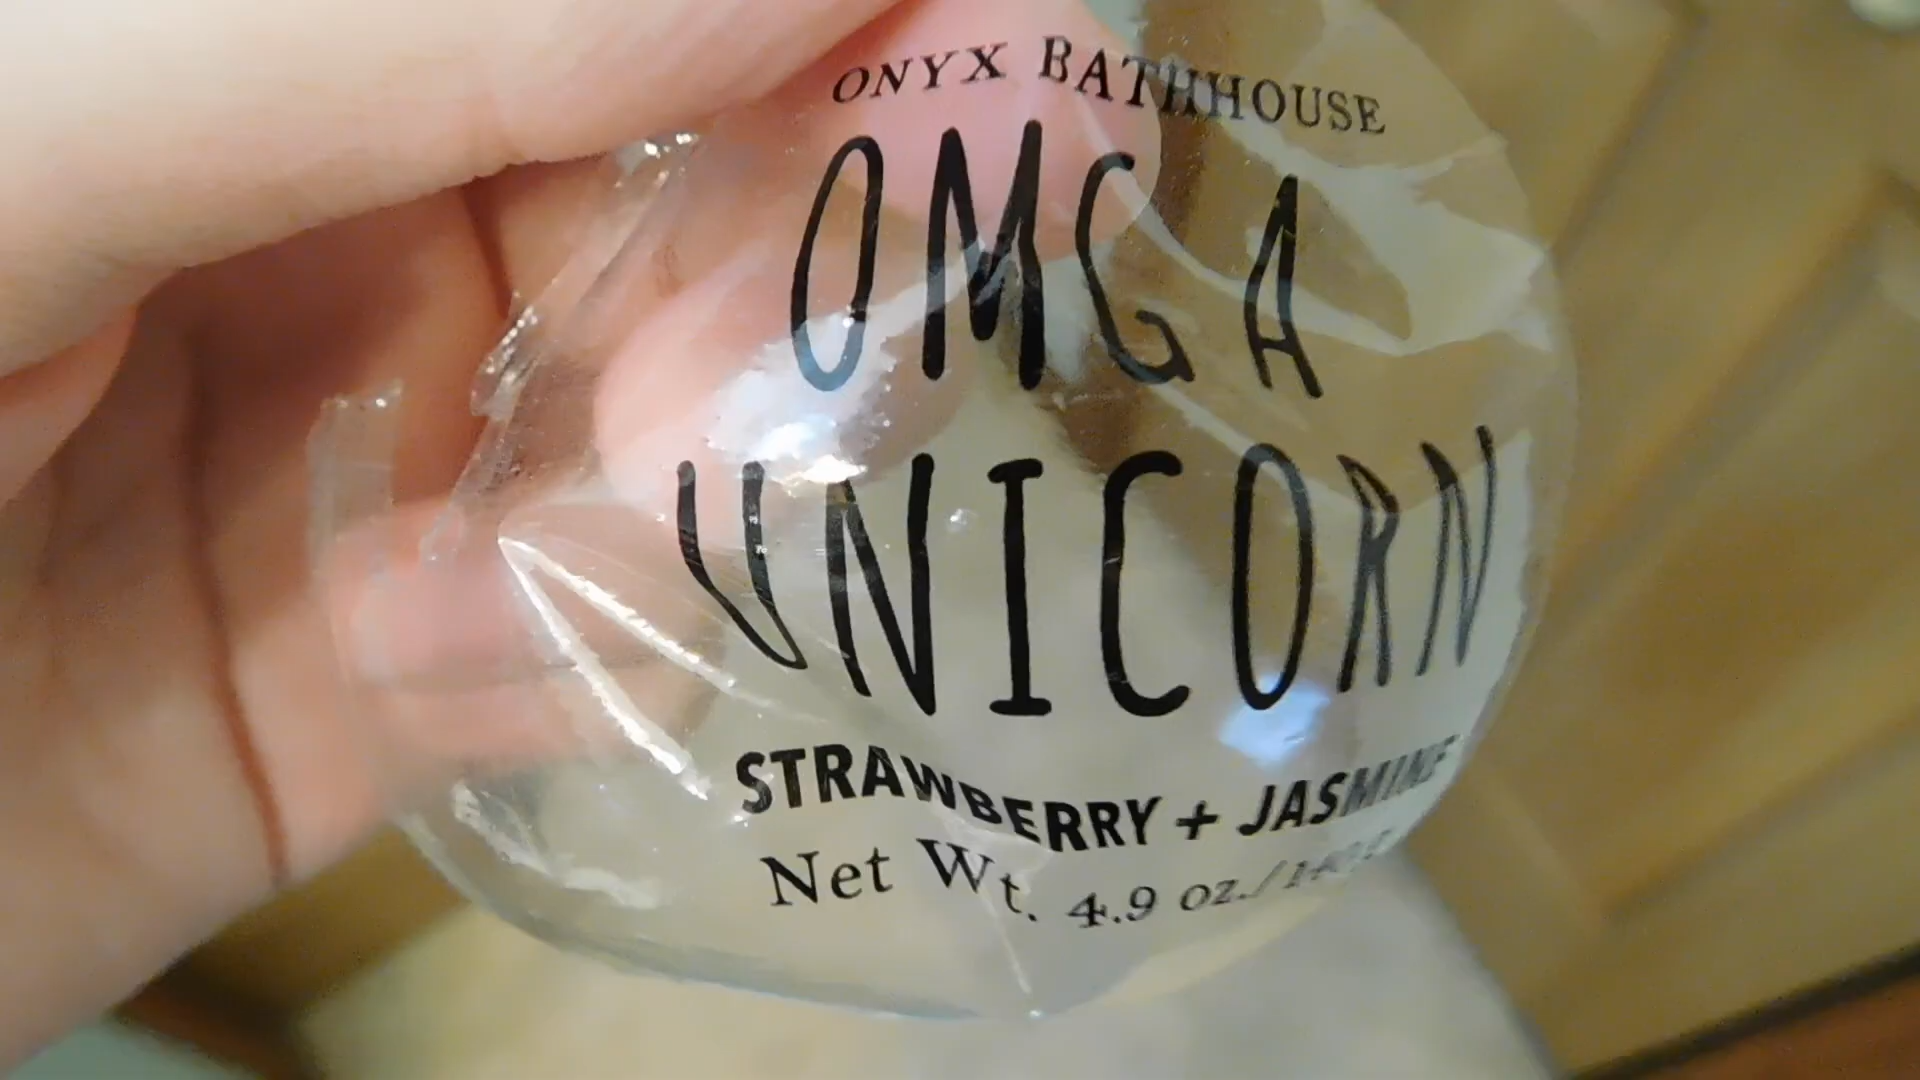 ONYX BATHHOUSE
OMG A
UNICORN
STRAWBERRY + JASMINE
Net Wt. 4.9 oz./